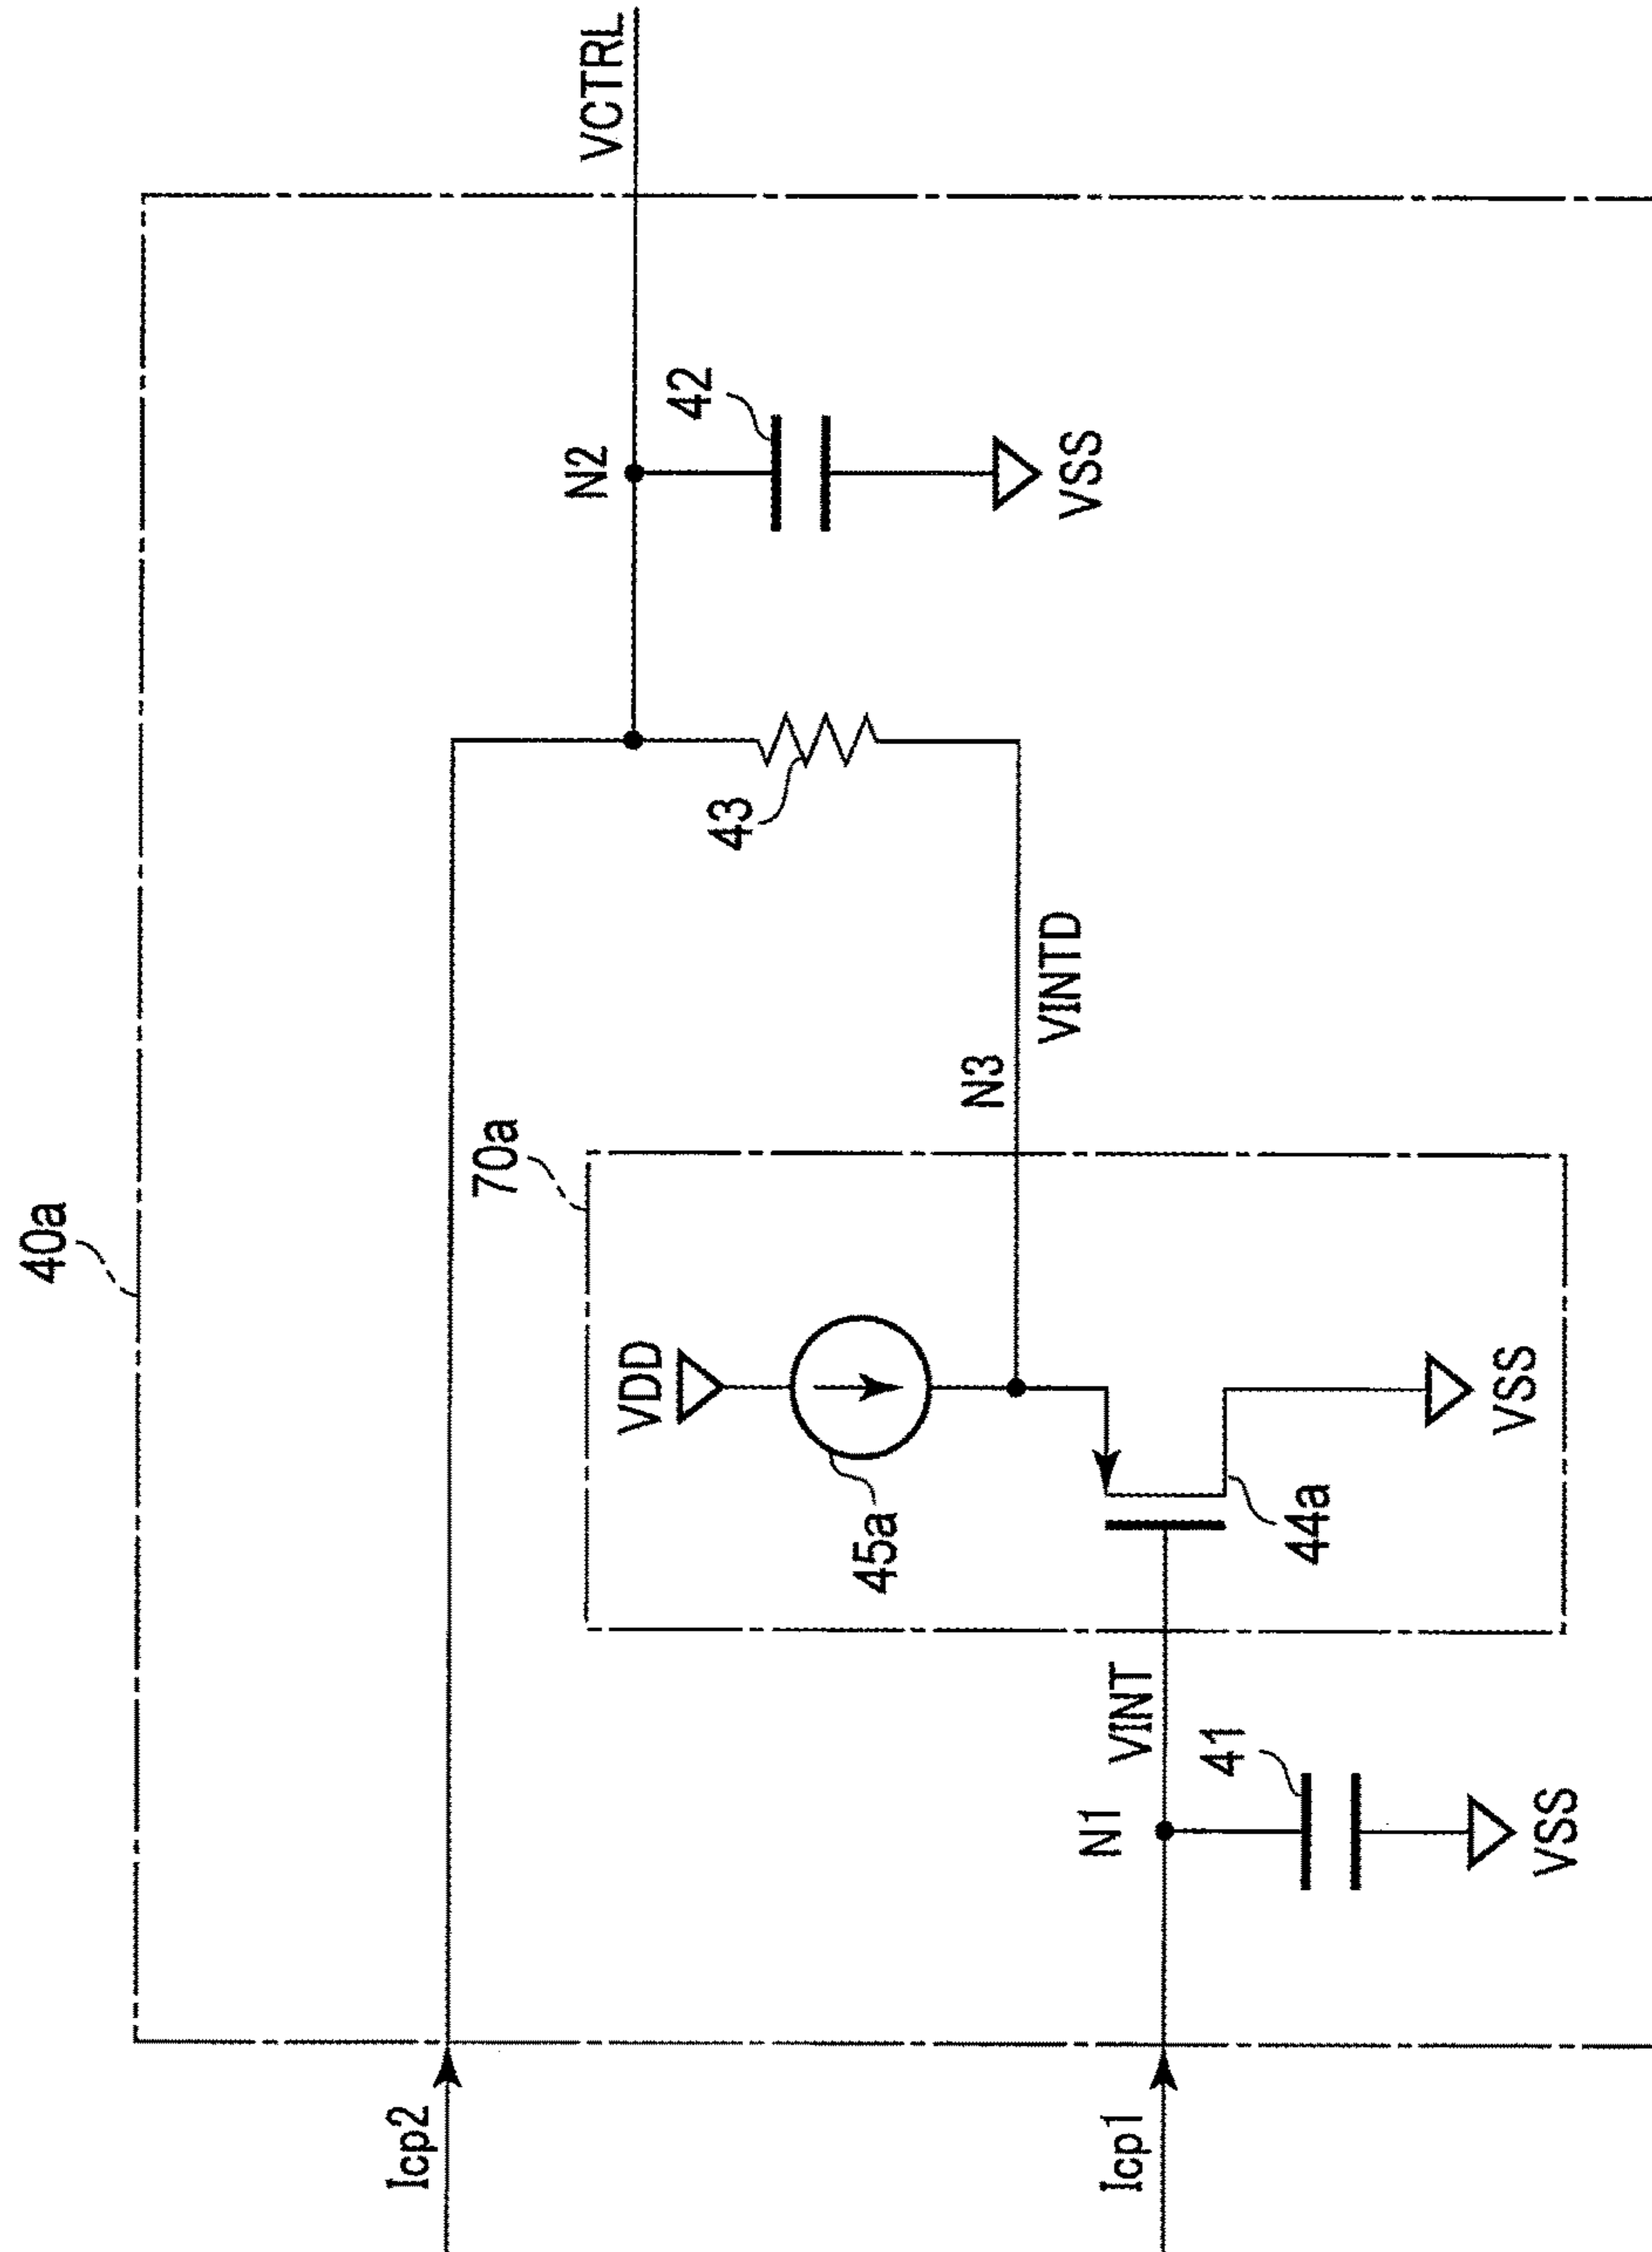 40a
Icp2
70a
VCTRL
N2
42
VSS
43
VDD
45a
N3
VINTD
44a
VSS
Icp1
N1
VINT
41
VSS